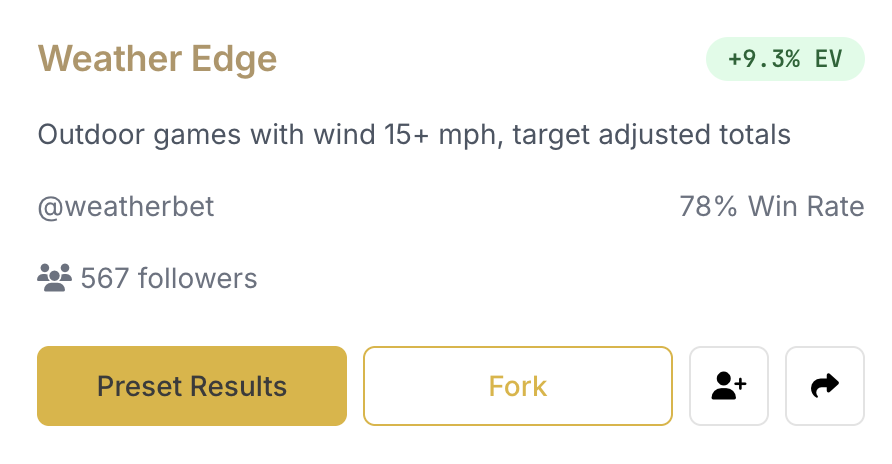 Weather Edge
+9.3% EV
Outdoor games with wind 15+ mph, target adjusted totals
@weatherbet
78% Win Rate
567 followers
Preset Results
Fork